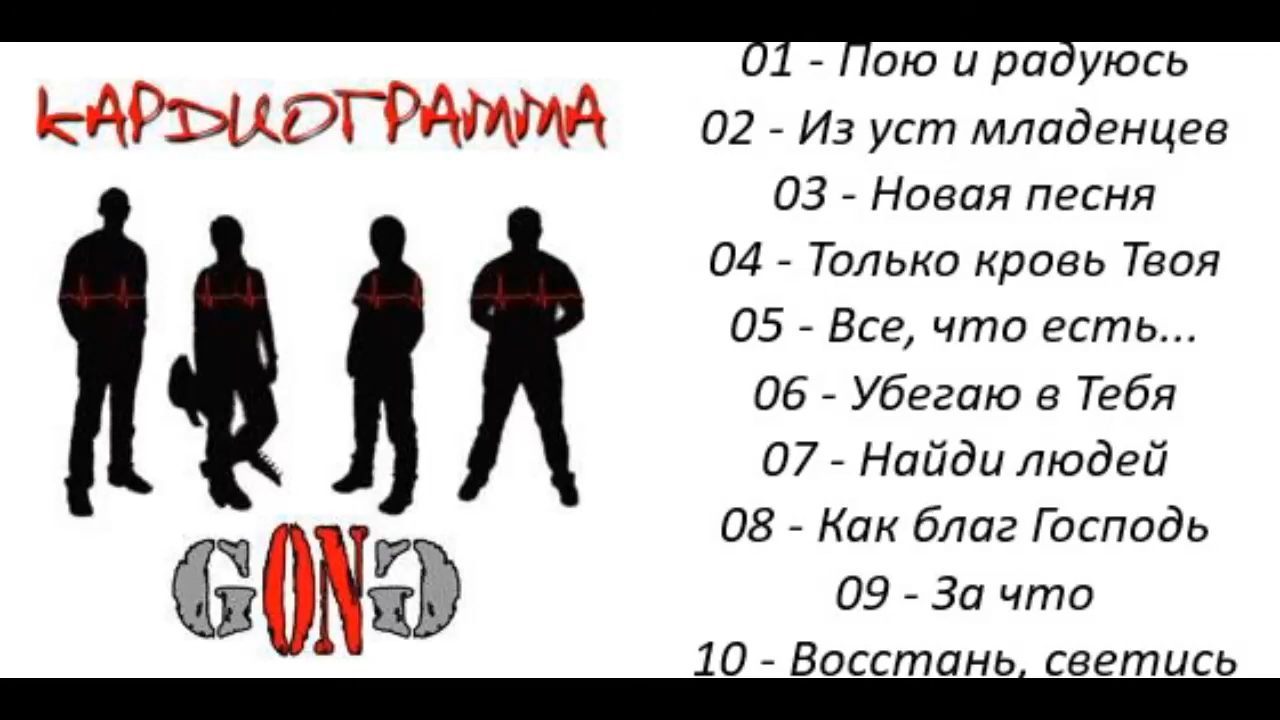 КАРДИОГРАММА
GONG
01 - Пою и радуюсь
02 - Из уст младенцев
03 - Новая песня
04 - Только кровь Твоя
05 - Все, что есть...
06 - Убегаю в Тебя
07 - Найди людей
08 - Как благ Господь
09 - За что
10 - Восстань, светись